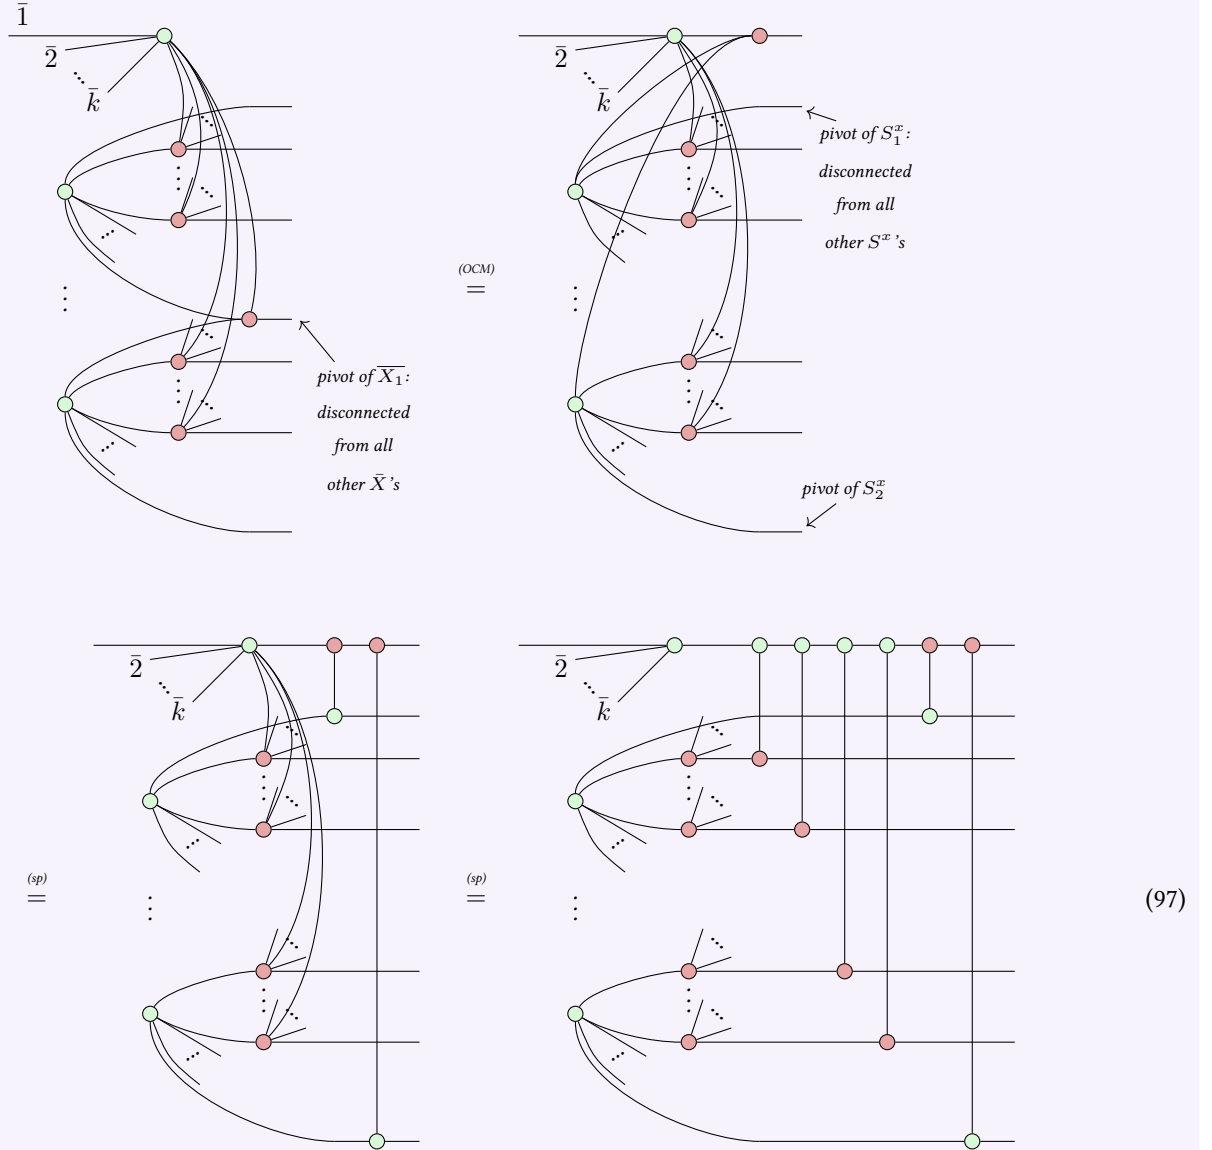 1̄
2̄ 2̄
⋱ ⋱
k̄ k̄
pivot of S₁ˣ:
disconnected
from all
other Sˣ's
(OCM)
=
pivot of X̄₁:
disconnected
from all
other X̄'s
pivot of S₂ˣ
2̄ 2̄
⋱ ⋱
k̄ k̄
(sp) (sp)
= = (97)